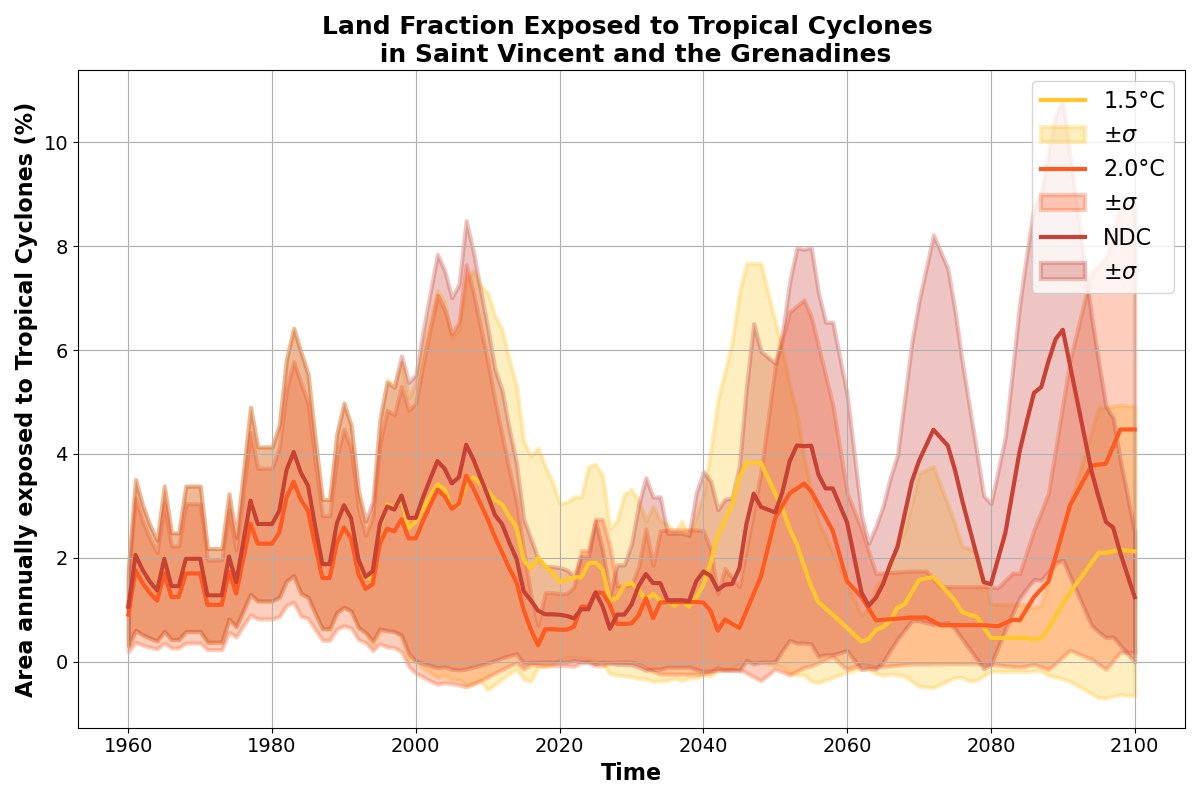 Land Fraction Exposed to Tropical Cyclones
in Saint Vincent and the Grenadines
Area annually exposed to Tropical Cyclones (%)
10
8
6
4
2
0
1.5°C
±σ
2.0°C
±σ
NDC
±σ
1960
1980
2000
2020
2040
2060
2080
2100
Time